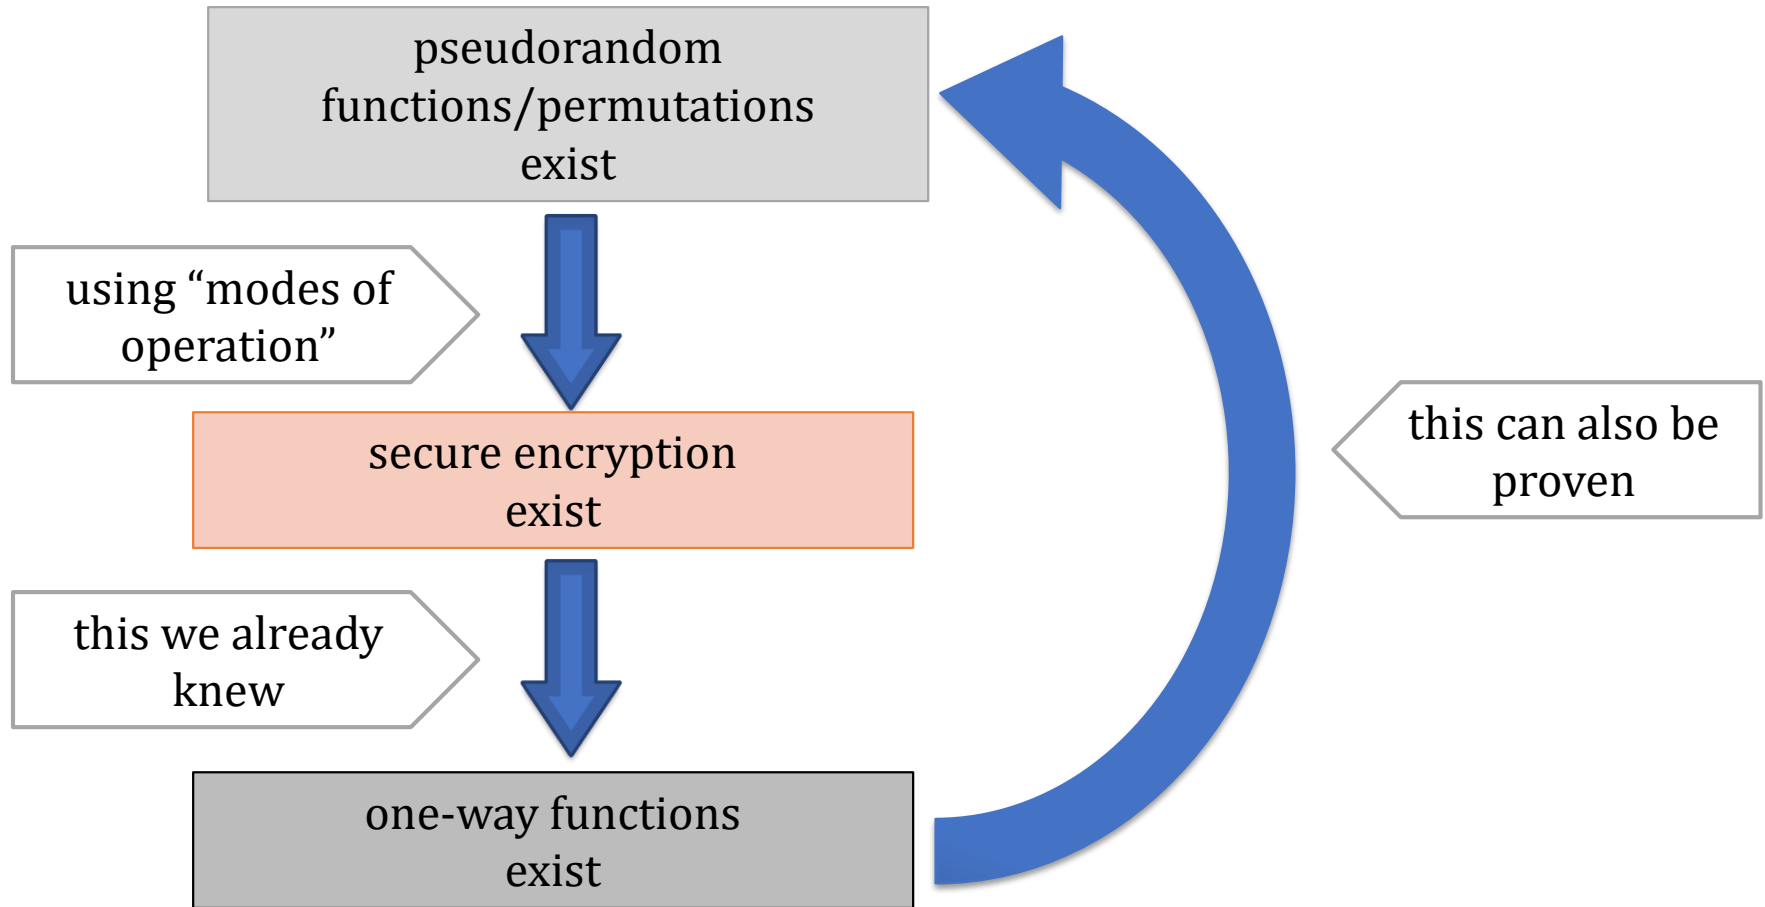 pseudorandom
functions/permutations
exist
using “modes of
operation”
secure encryption
exist
this can also be
proven
this we already
knew
one-way functions
exist